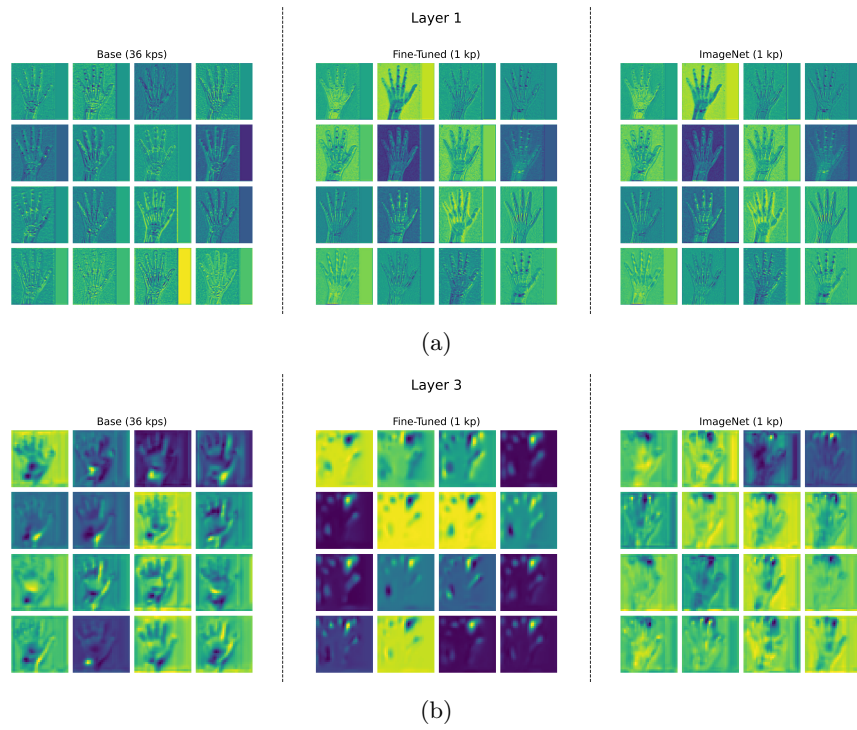 Layer 1
Base (36 kps)
Fine-Tuned (1 kp)
ImageNet (1 kp)
(a)
Layer 3
Base (36 kps)
Fine-Tuned (1 kp)
ImageNet (1 kp)
(b)